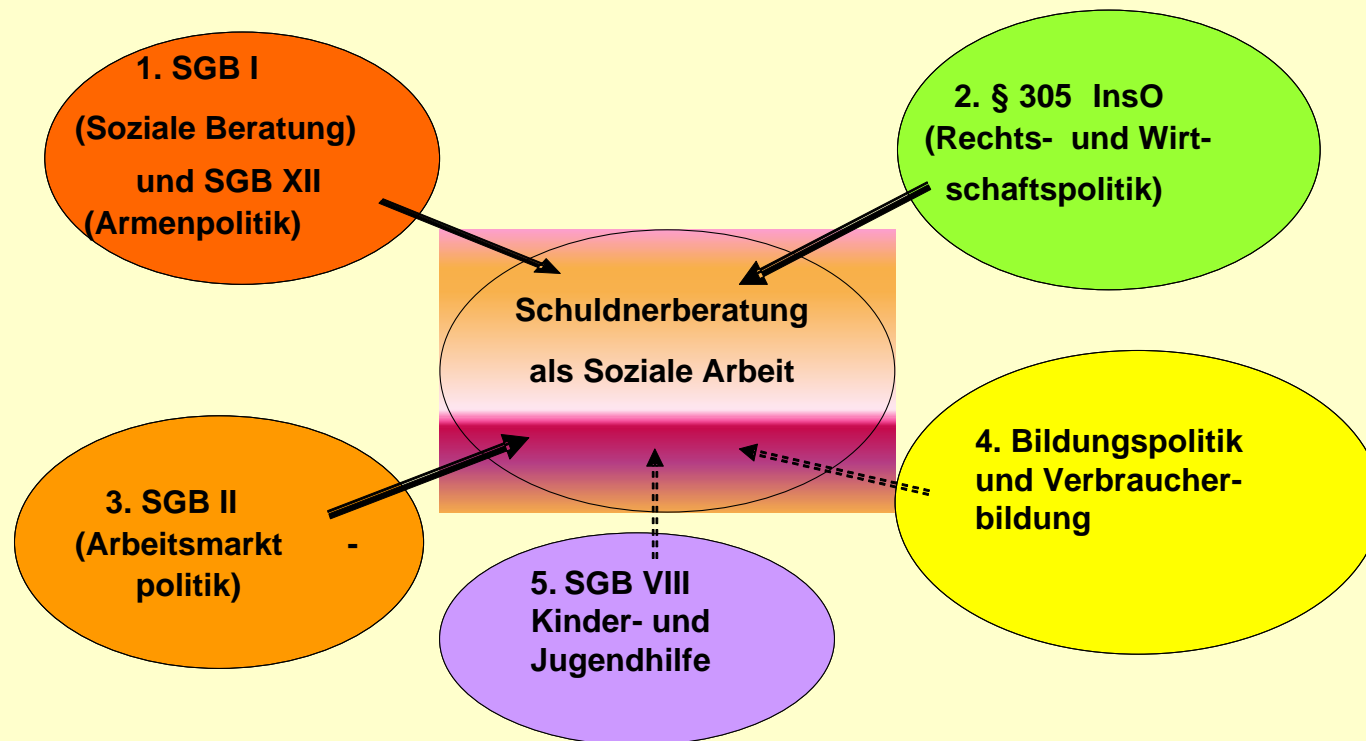 1. SGB I
(Soziale Beratung)
und SGB XII
(Armenpolitik)
2. § 305 InsO
(Rechts- und Wirt-
schaftspolitik)
Schuldnerberatung
als Soziale Arbeit
3. SGB II
(Arbeitsmarkt -
politik)
4. Bildungspolitik
und Verbraucher-
bildung
5. SGB VIII
Kinder- und
Jugendhilfe